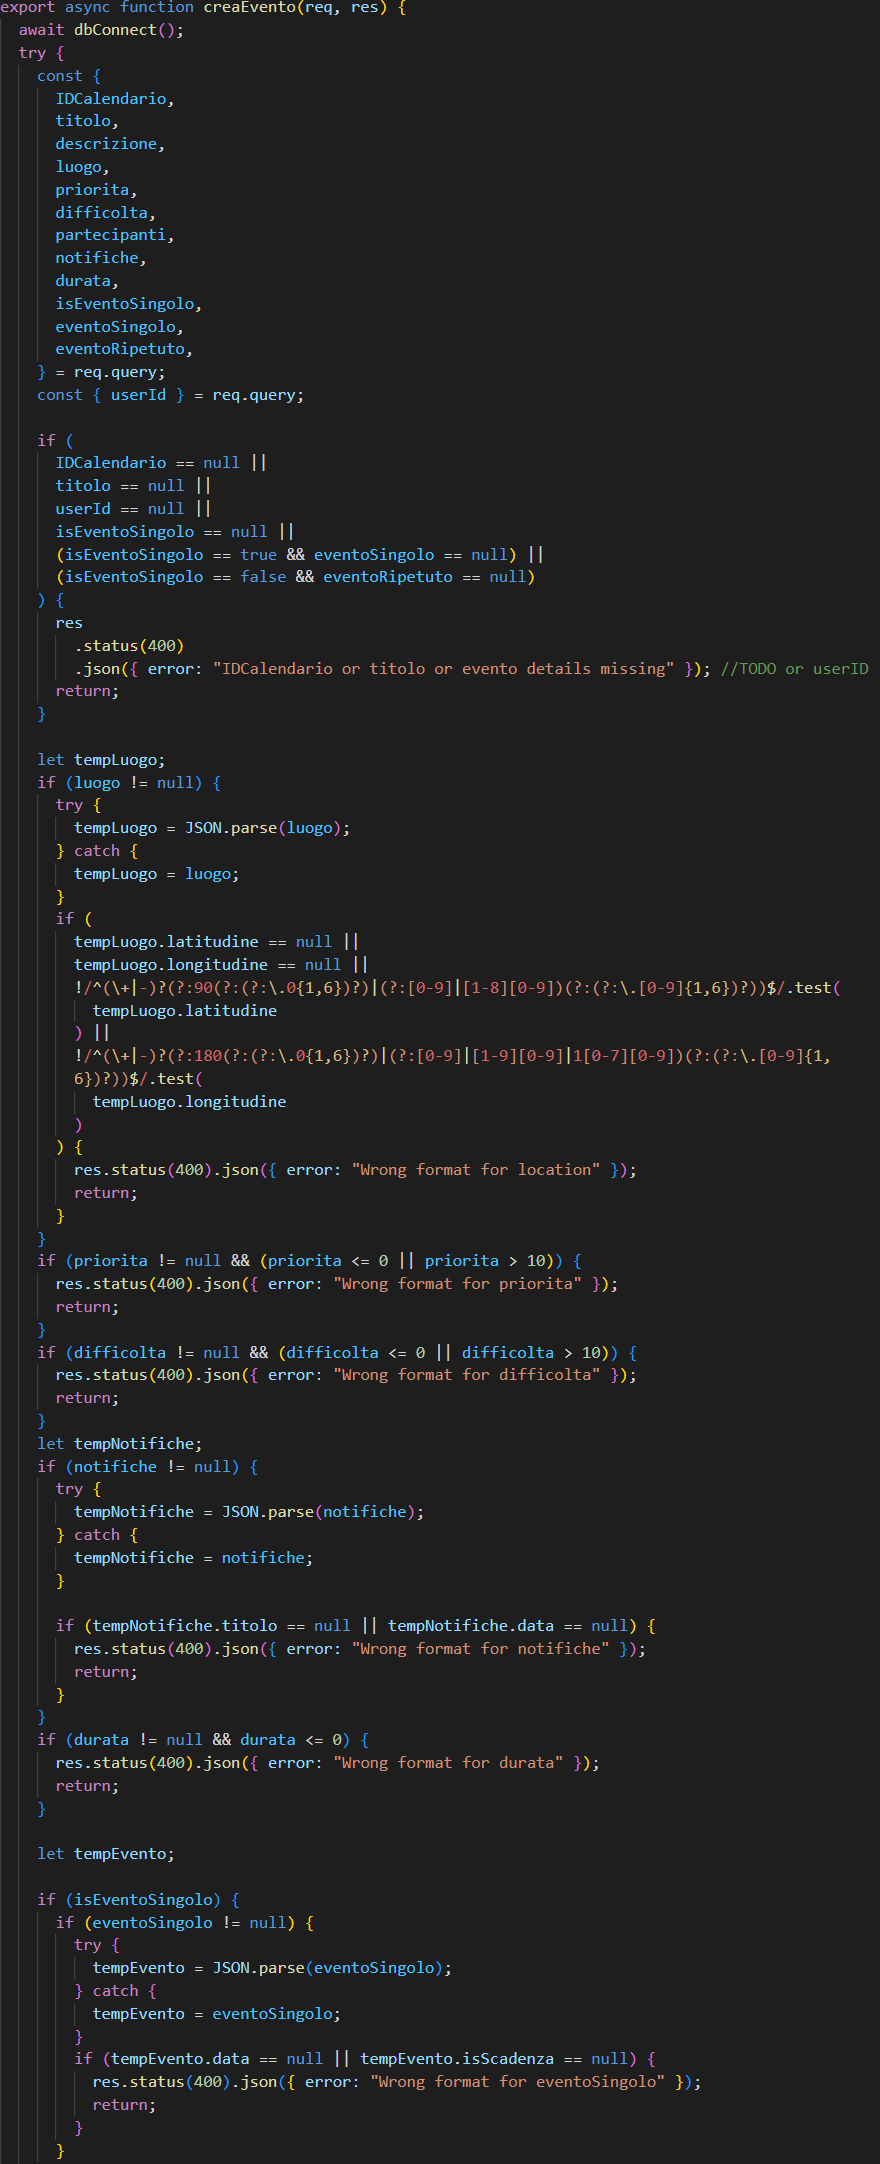 export async function creaEvento(req, res) {
await dbConnect();
try {
const {
IDCalendario,
titolo,
descrizione,
luogo,
priorita,
difficolta,
partecipanti,
notifiche,
durata,
isEventoSingolo,
eventoSingolo,
eventoRipetuto,
} = req.query;
const { userId } = req.query;
if (
IDCalendario == null ||
titolo == null ||
userId == null ||
isEventoSingolo == null ||
(isEventoSingolo == true && eventoSingolo == null) ||
(isEventoSingolo == false && eventoRipetuto == null)
) {
res
.status(400)
.json({ error: "IDCalendario or titolo or evento details missing" }); //TODO or userID
return;
}
let tempLuogo;
if (luogo != null) {
try {
tempLuogo = JSON.parse(luogo);
} catch {
tempLuogo = luogo;
}
if (
tempLuogo.latitudine == null ||
tempLuogo.longitudine == null ||
!/^(\+|-)?(?:90(?:(?:\.0{1,6})?)|(?:[0-9]|[1-8][0-9])(?:(?:\.[0-9]{1,6})?))$/.test(
tempLuogo.latitudine
) ||
!/^(\+|-)?(?:180(?:(?:\.0{1,6})?)|(?:[0-9]|[1-9][0-9]|1[0-7][0-9])(?:(?:\.[0-9]{1,
6})?))$/.test(
tempLuogo.longitudine
)
) {
res.status(400).json({ error: "Wrong format for location" });
return;
}
}
if (priorita != null && (priorita <= 0 || priorita > 10)) {
res.status(400).json({ error: "Wrong format for priorita" });
return;
}
if (difficolta != null && (difficolta <= 0 || difficolta > 10)) {
res.status(400).json({ error: "Wrong format for difficolta" });
return;
}
let tempNotifiche;
if (notifiche != null) {
try {
tempNotifiche = JSON.parse(notifiche);
} catch {
tempNotifiche = notifiche;
}
if (tempNotifiche.titolo == null || tempNotifiche.data == null) {
res.status(400).json({ error: "Wrong format for notifiche" });
return;
}
}
if (durata != null && durata <= 0) {
res.status(400).json({ error: "Wrong format for durata" });
return;
}
let tempEvento;
if (isEventoSingolo) {
if (eventoSingolo != null) {
try {
tempEvento = JSON.parse(eventoSingolo);
} catch {
tempEvento = eventoSingolo;
}
if (tempEvento.data == null || tempEvento.isScadenza == null) {
res.status(400).json({ error: "Wrong format for eventoSingolo" });
return;
}
}